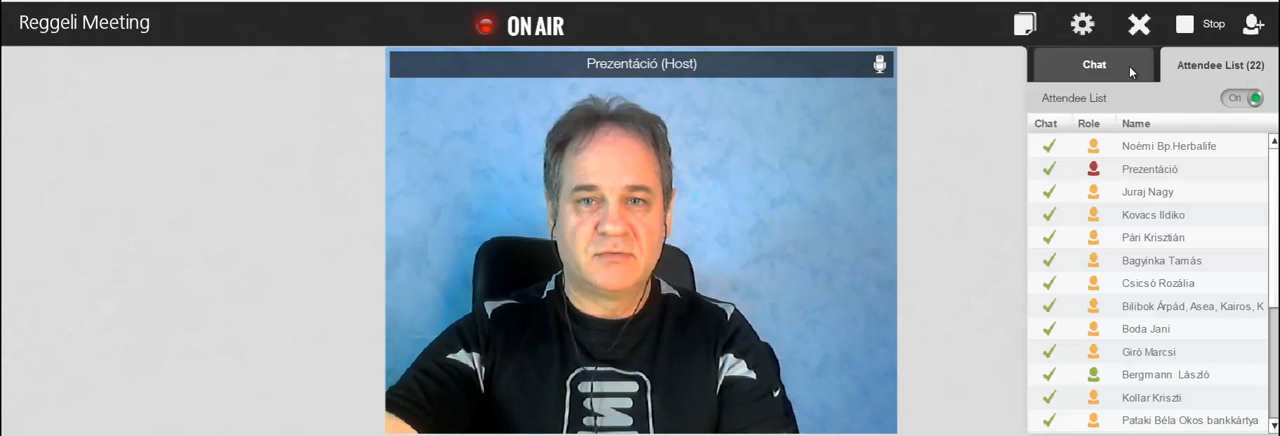 Reggeli Meeting
ON AIR
Stop
Prezentáció (Host)
Chat
Attendee List (22)
Attendee List
On
Chat Role Name
Noémi Bp.Herbalife
Prezentáció
Juraj Nagy
Kovacs Ildiko
Pári Krisztián
Bagyinka Tamás
Csicsó Rozália
Bilibok Árpád, Asea, Kairos, K
Boda Jani
Giró Marcsi
Bergmann László
Kollar Kriszti
Pataki Béla Okos bankkártya